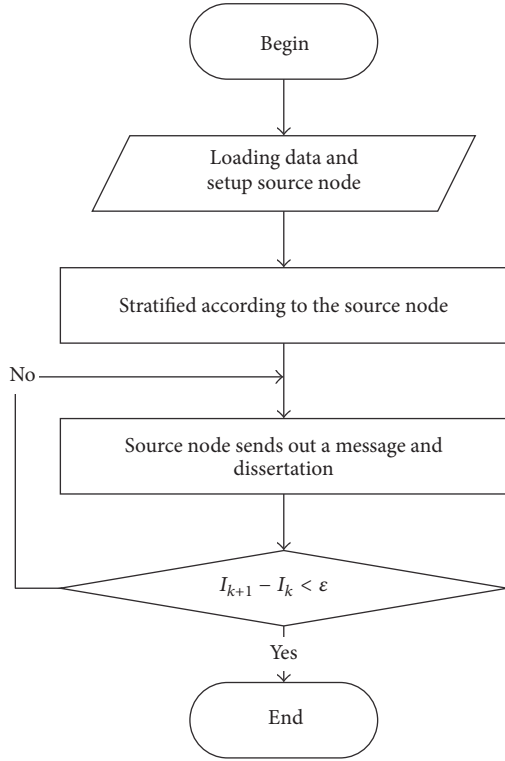 Begin
Loading data and
setup source node
Stratified according to the source node
No
Source node sends out a message and
dissertation
I_{k+1} − I_k < ε
Yes
End